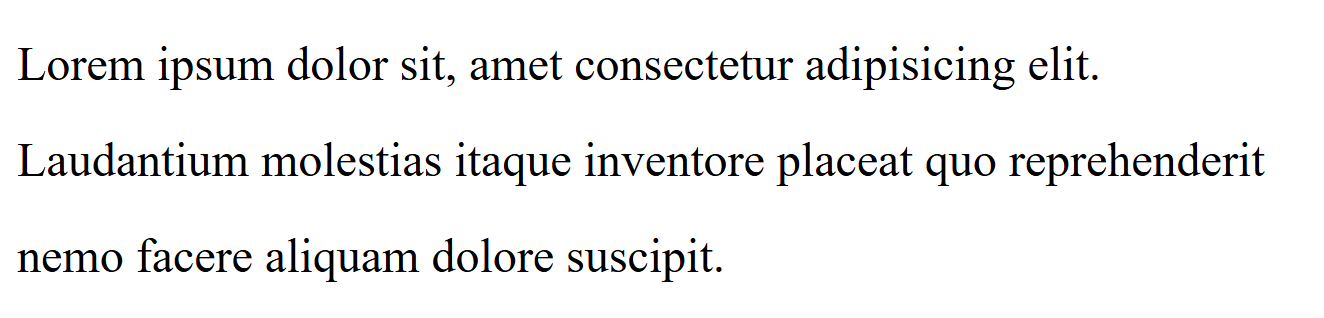 Lorem ipsum dolor sit, amet consectetur adipisicing elit.
Laudantium molestias itaque inventore placeat quo reprehenderit
nemo facere aliquam dolore suscipit.